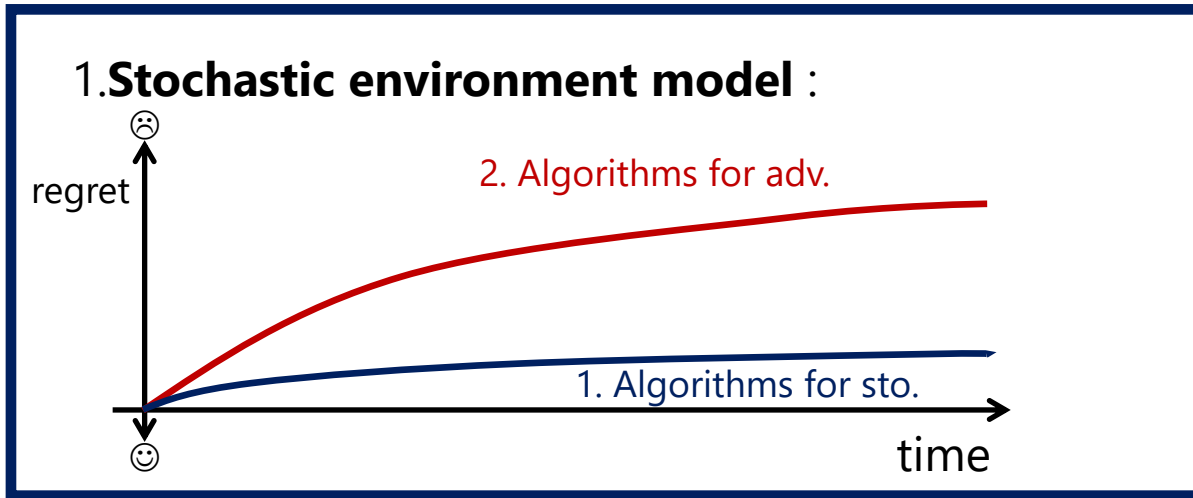 1.Stochastic environment model :
☹
regret
2. Algorithms for adv.
1. Algorithms for sto.
time
☺